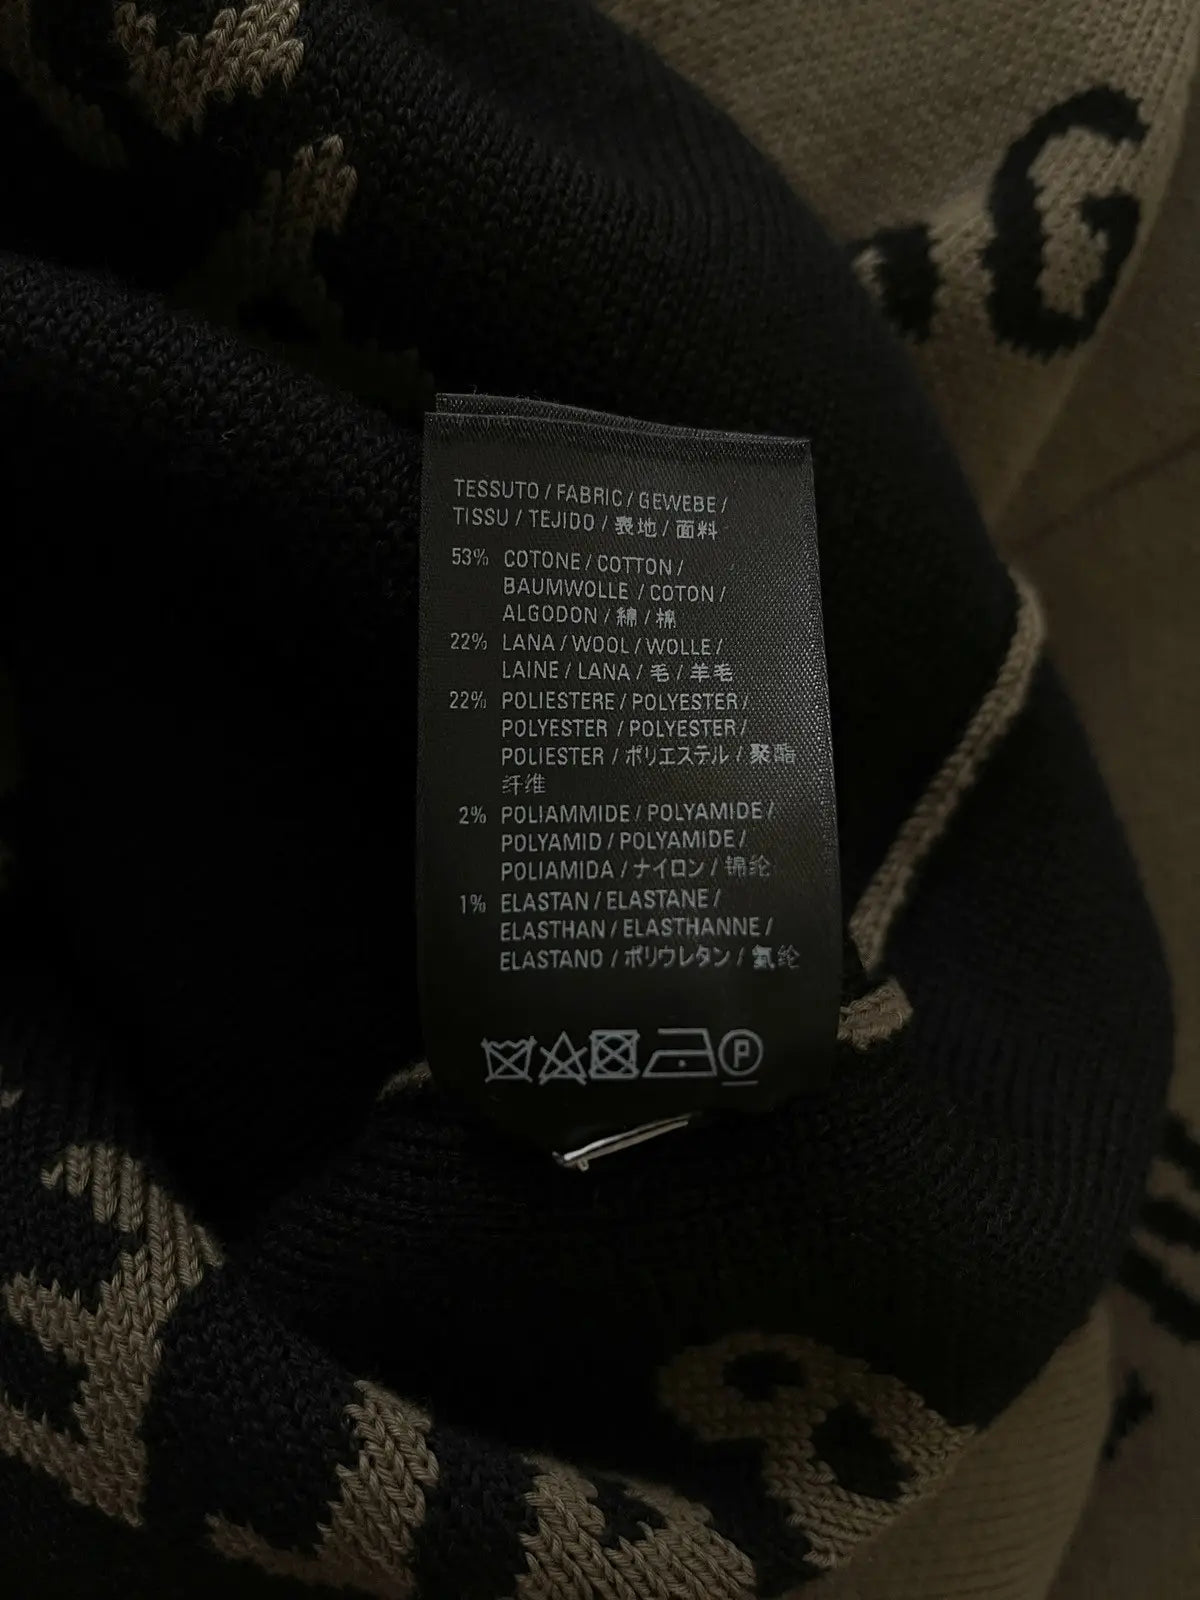 TESSUTO / FABRIC / GEWEBE /
TISSU / TEJIDO / 表地 / 面料
53% COTONE / COTTON /
BAUMWOLLE / COTON /
ALGODON / 綿 / 棉
22% LANA / WOOL / WOLLE /
LAINE / LANA / 毛 / 羊毛
22% POLIESTERE / POLYESTER /
POLYESTER / POLYESTER /
POLIESTER / ポリエステル / 聚酯
纤维
2% POLIAMMIDE / POLYAMIDE /
POLYAMID / POLYAMIDE /
POLIAMIDA / ナイロン / 锦纶
1% ELASTAN / ELASTANE /
ELASTHAN / ELASTHANNE /
ELASTANO / ポリウレタン / 氨纶
P
G